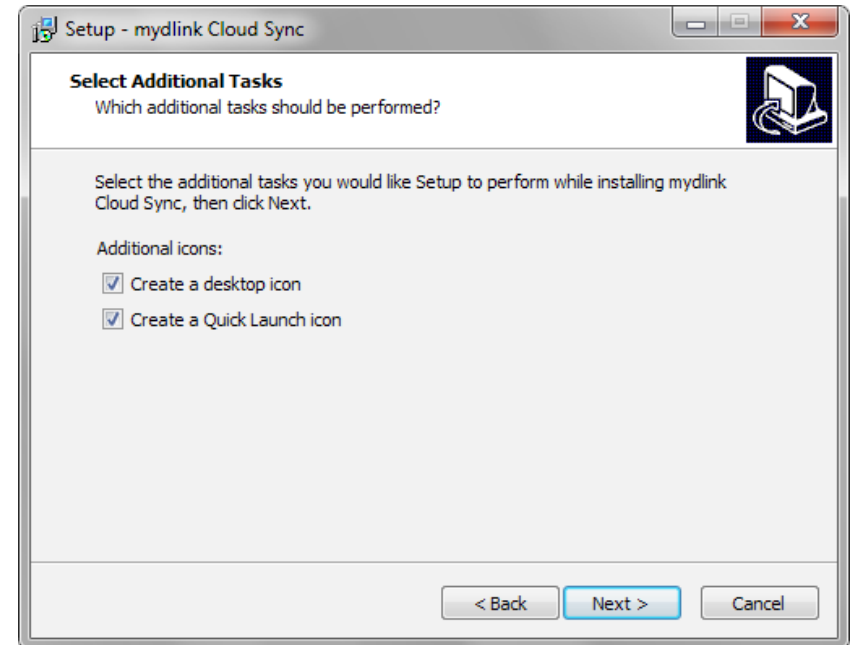 Setup - mydlink Cloud Sync
Select Additional Tasks
Which additional tasks should be performed?
Select the additional tasks you would like Setup to perform while installing mydlink
Cloud Sync, then click Next.
Additional icons:
Create a desktop icon
Create a Quick Launch icon
< Back Next > Cancel